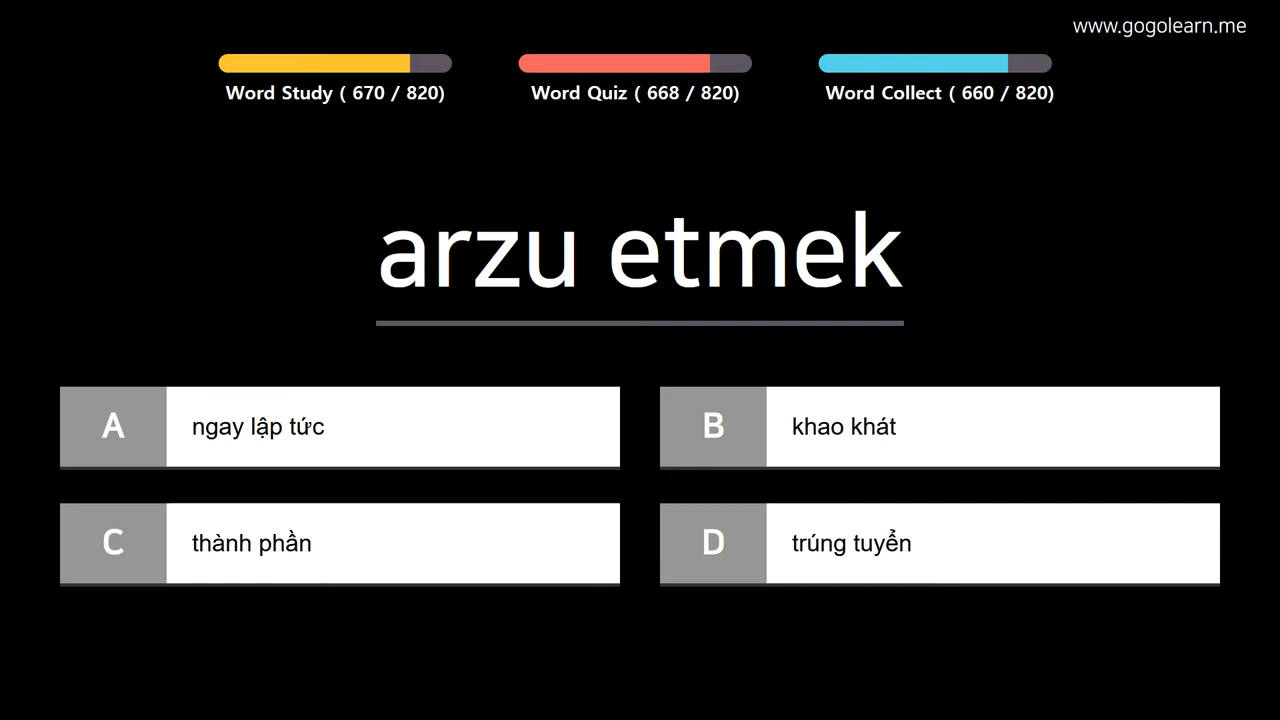 www.gogolearn.me
Word Study ( 670 / 820)
Word Quiz ( 668 / 820)
Word Collect ( 660 / 820)
arzu etmek
A
ngay lập tức
B
khao khát
C
thành phần
D
trúng tuyển